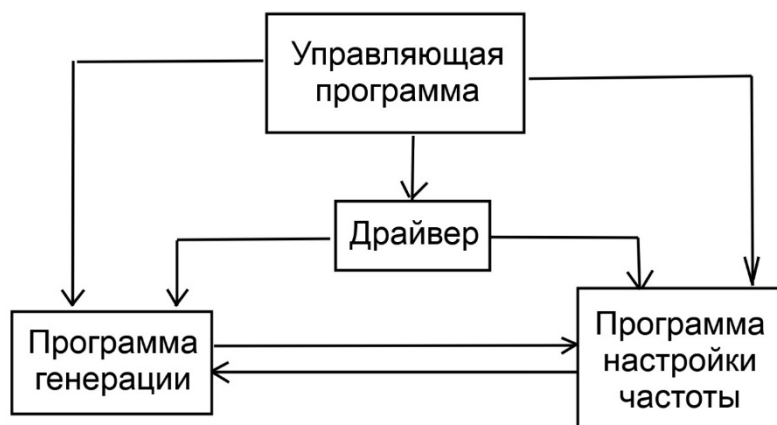 Управляющая
программа
Драйвер
Программа
генерации
Программа
настройки
частоты